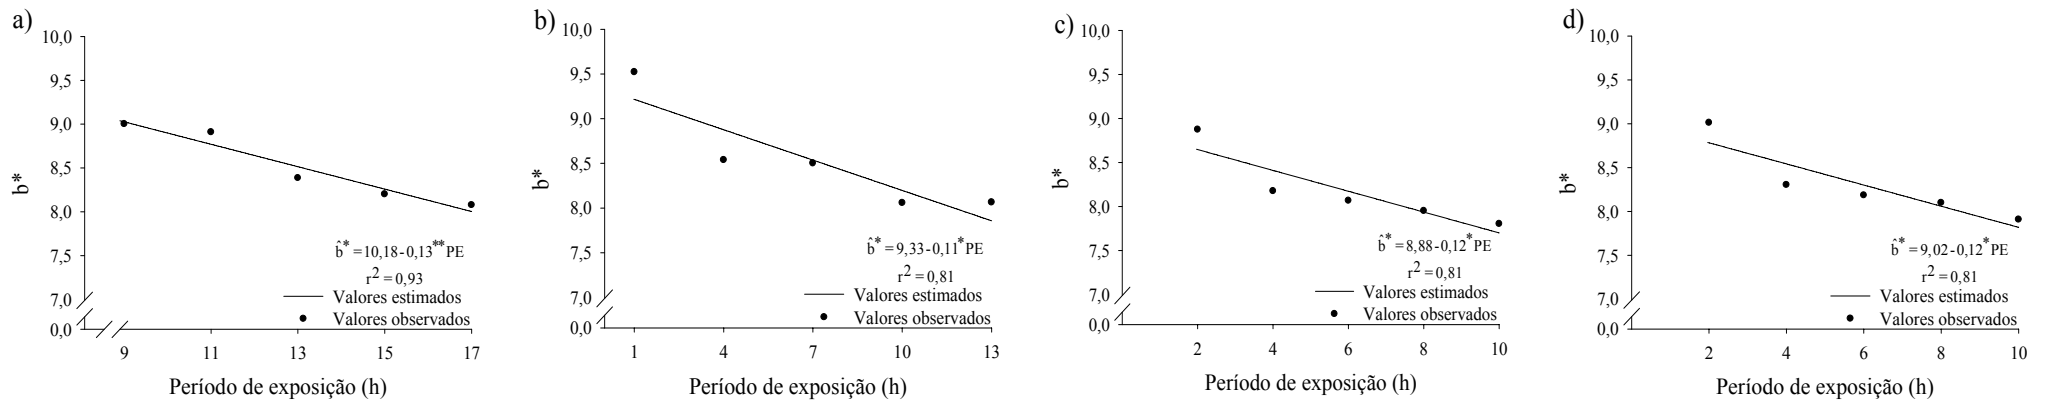 a)
10,0
9,5
9,0
8,5
8,0
7,5
7,0
0,0
b*
b̂* = 10,18 - 0,13**PE
r2 = 0,93
Valores estimados
Valores observados
9 11 13 15 17
Período de exposição (h)
b)
10,0
9,5
9,0
8,5
8,0
7,5
7,0
0,0
b*
b̂* = 9,33 - 0,11*PE
r2 = 0,81
Valores estimados
Valores observados
1 4 7 10 13
Período de exposição (h)
c)
10,0
9,5
9,0
8,5
8,0
7,5
7,0
0,0
b*
b̂* = 8,88 - 0,12*PE
r2 = 0,81
Valores estimados
Valores observados
2 4 6 8 10
Período de exposição (h)
d)
10,0
9,5
9,0
8,5
8,0
7,5
7,0
0,0
b*
b̂* = 9,02 - 0,12*PE
r2 = 0,81
Valores estimados
Valores observados
2 4 6 8 10
Período de exposição (h)